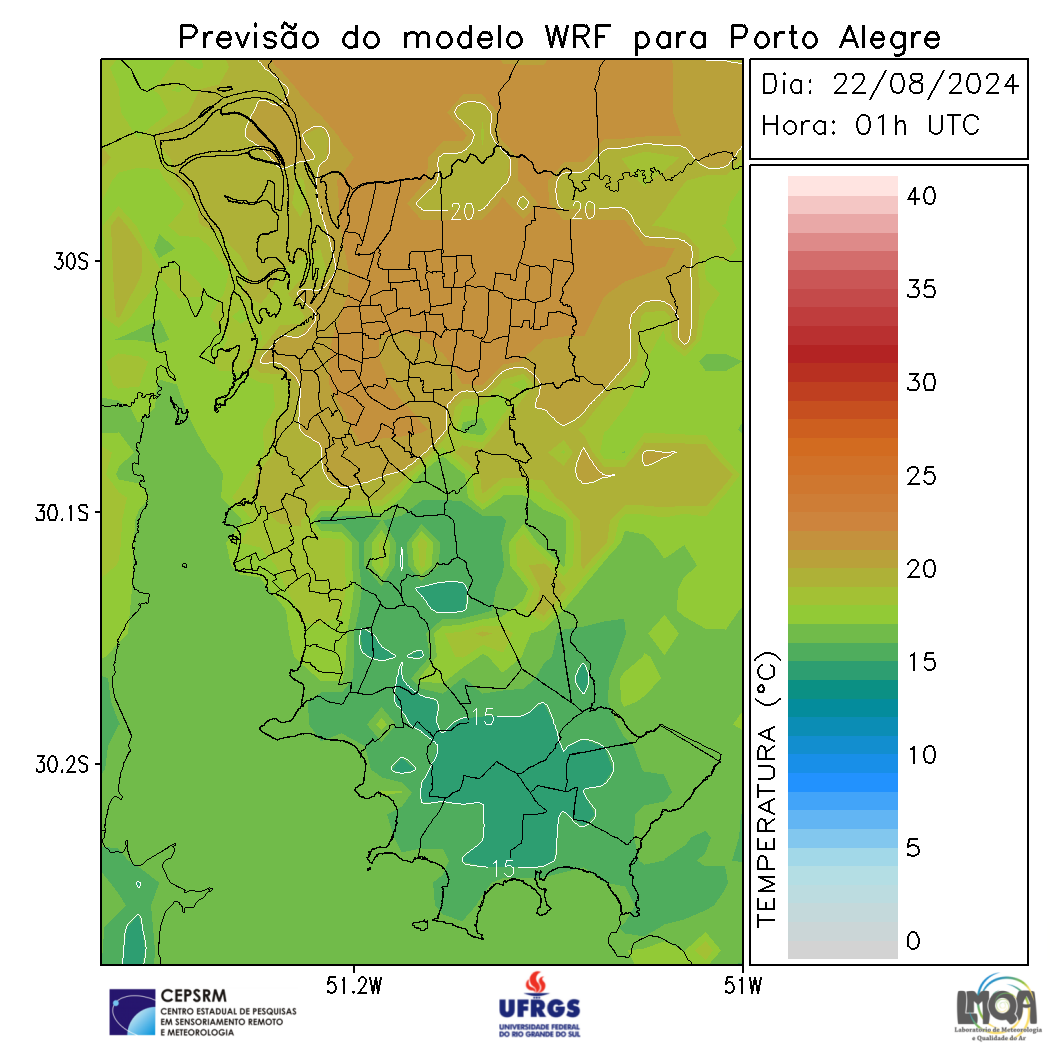 Previsão do modelo WRF para Porto Alegre
Dia: 22/08/2024
Hora: 01h UTC
20
20
15
15
30S
30.1S
30.2S
51.2W
51W
40
35
30
25
20
15
10
5
0
TEMPERATURA (°C)
CEPSRM
CENTRO ESTADUAL DE PESQUISAS
EM SENSORIAMENTO REMOTO
E METEOROLOGIA
UFRGS
UNIVERSIDADE FEDERAL
DO RIO GRANDE DO SUL
LMQA
Laboratório de Meteorologia
e Qualidade do Ar